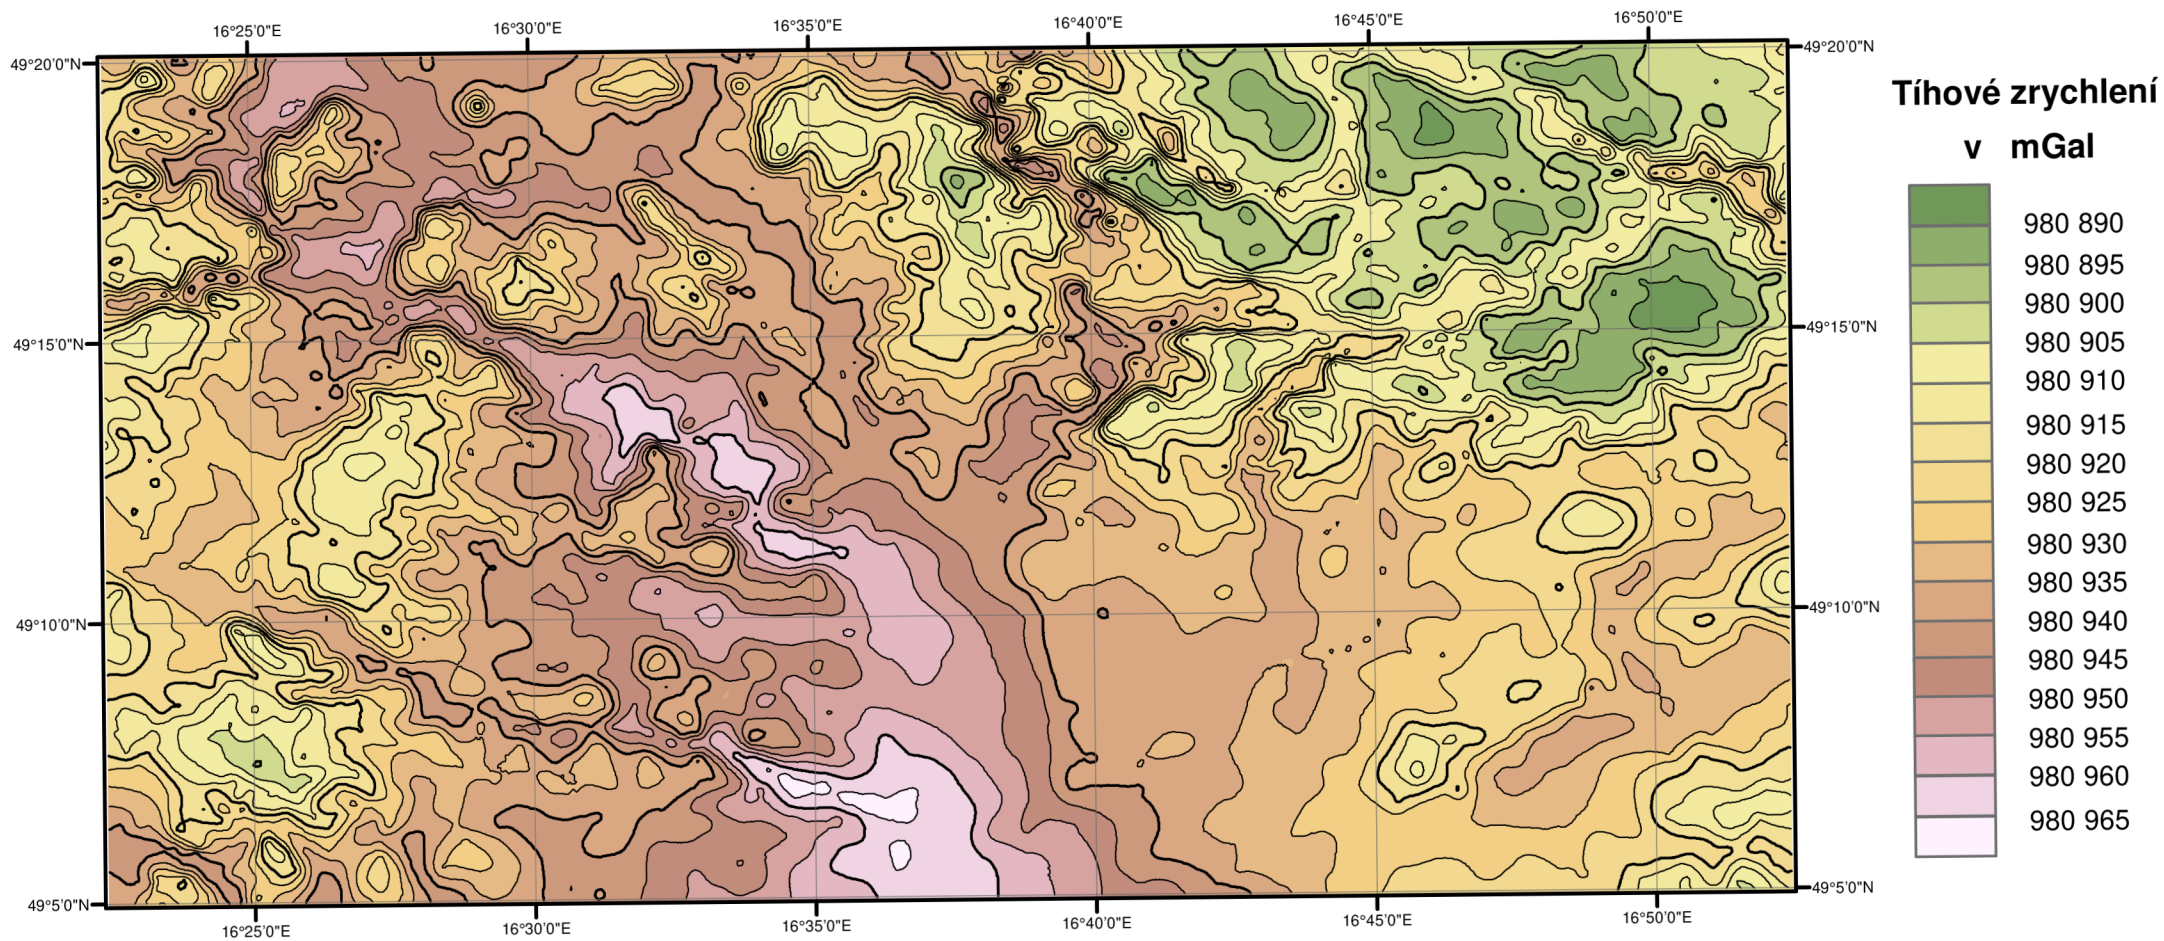 16°25'0"E 16°30'0"E 16°35'0"E 16°40'0"E 16°45'0"E 16°50'0"E
49°20'0"N 49°20'0"N
49°15'0"N 49°15'0"N
49°10'0"N 49°10'0"N
49°5'0"N 49°5'0"N
16°25'0"E 16°30'0"E 16°35'0"E 16°40'0"E 16°45'0"E 16°50'0"E
Tíhové zrychlení
v mGal
980 890
980 895
980 900
980 905
980 910
980 915
980 920
980 925
980 930
980 935
980 940
980 945
980 950
980 955
980 960
980 965